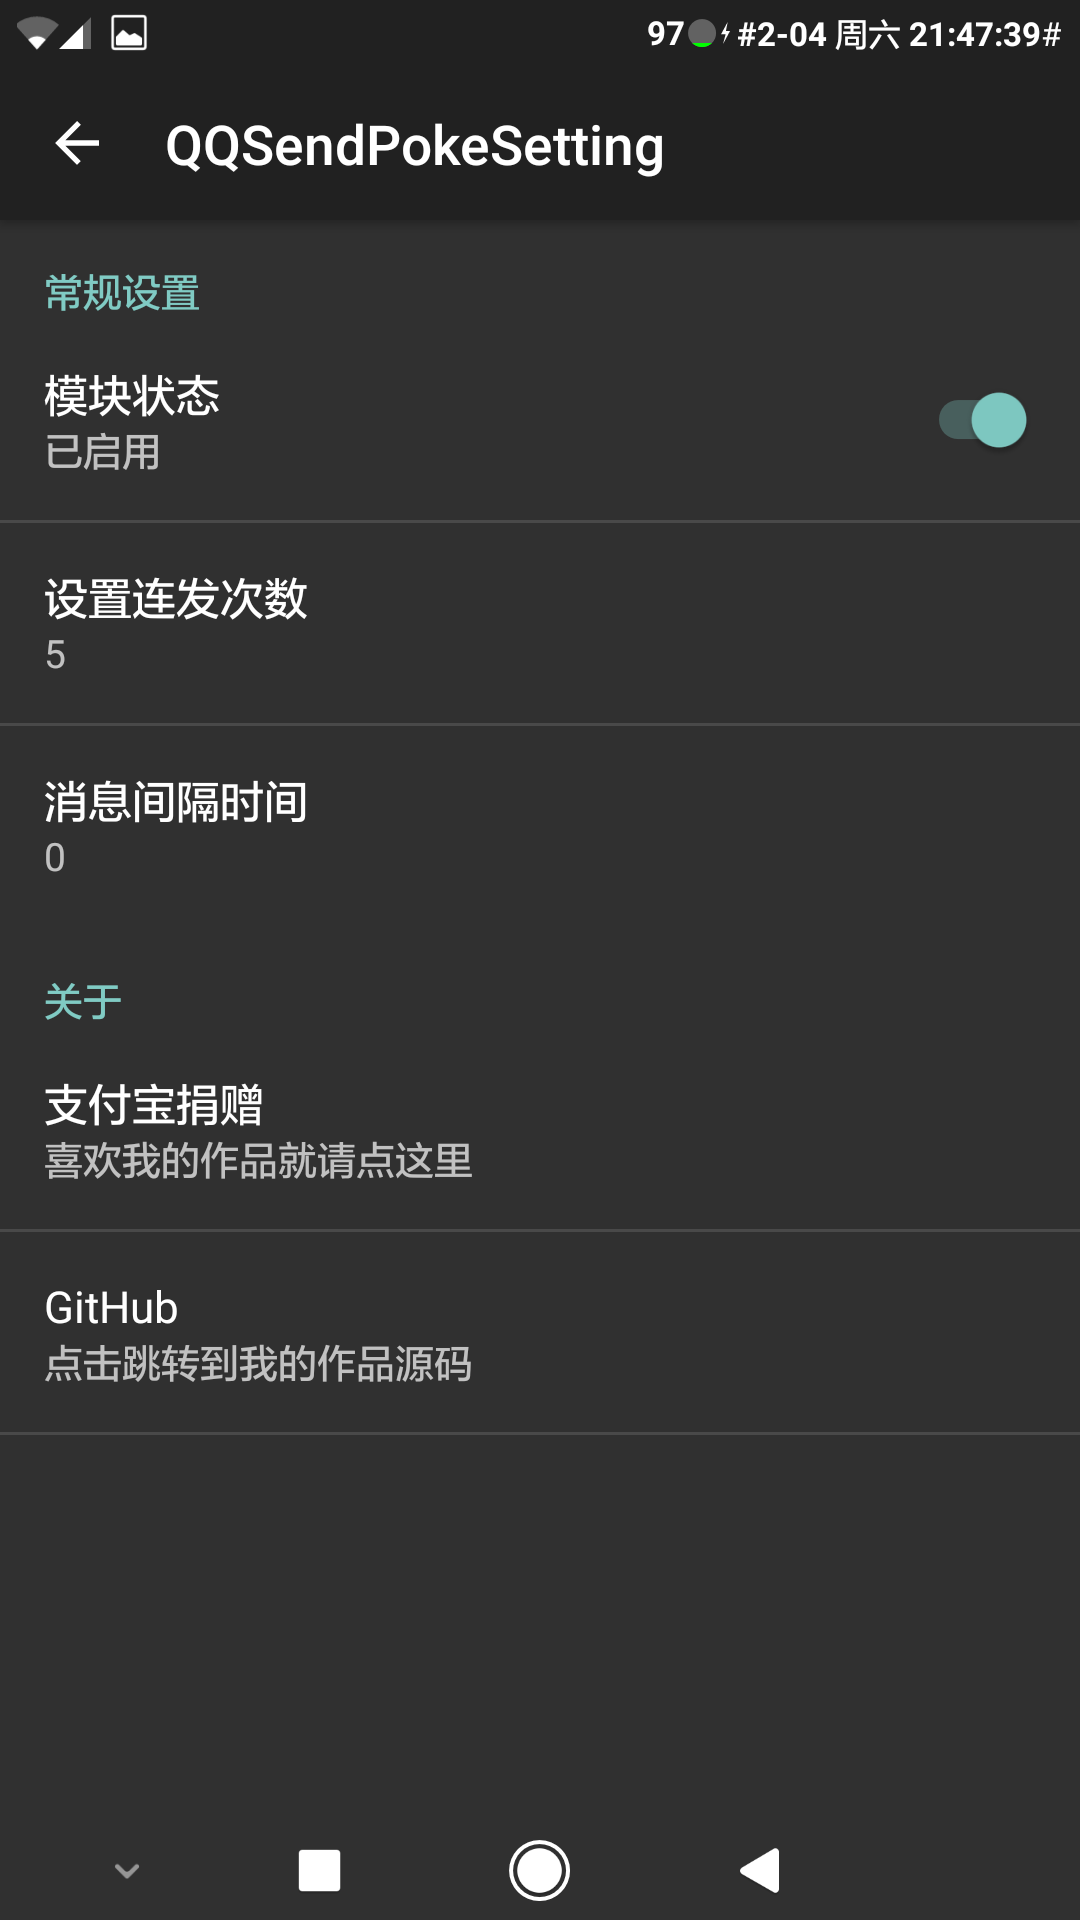 97 #2-04 周六 21:47:39#
QQSendPokeSetting
常规设置
模块状态
已启用
设置连发次数
5
消息间隔时间
0
关于
支付宝捐赠
喜欢我的作品就请点这里
GitHub
点击跳转到我的作品源码